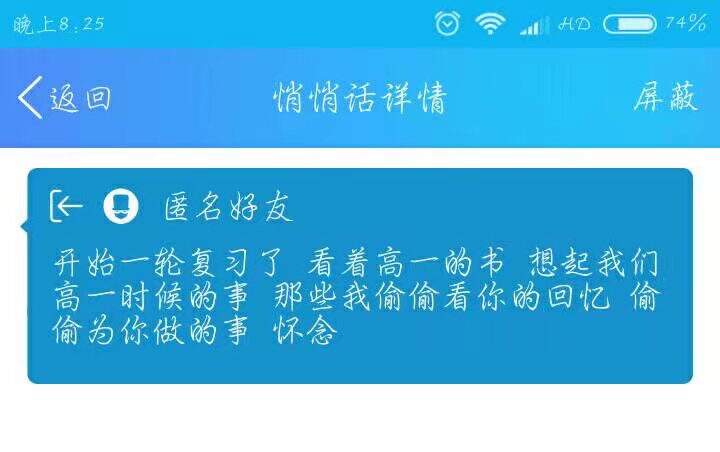 晚上8:25 HD 74%
返回 悄悄话详情 屏蔽
匿名好友
开始一轮复习了 看着高一的书 想起我们
高一时候的事 那些我偷偷看你的回忆 偷
偷为你做的事 怀念